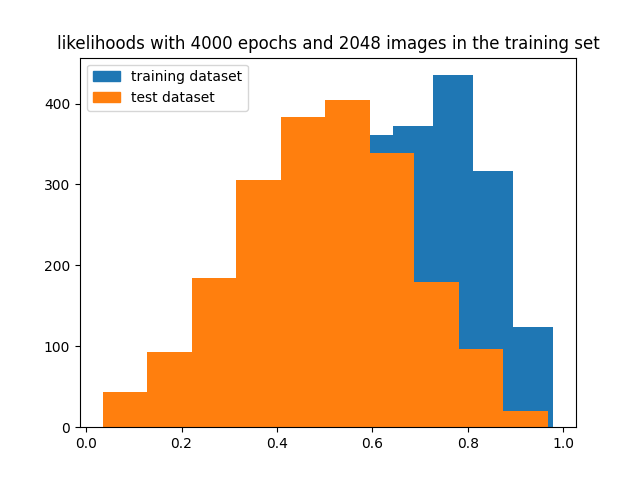 likelihoods with 4000 epochs and 2048 images in the training set
training dataset
test dataset
400
300
200
100
0
0.0 0.2 0.4 0.6 0.8 1.0